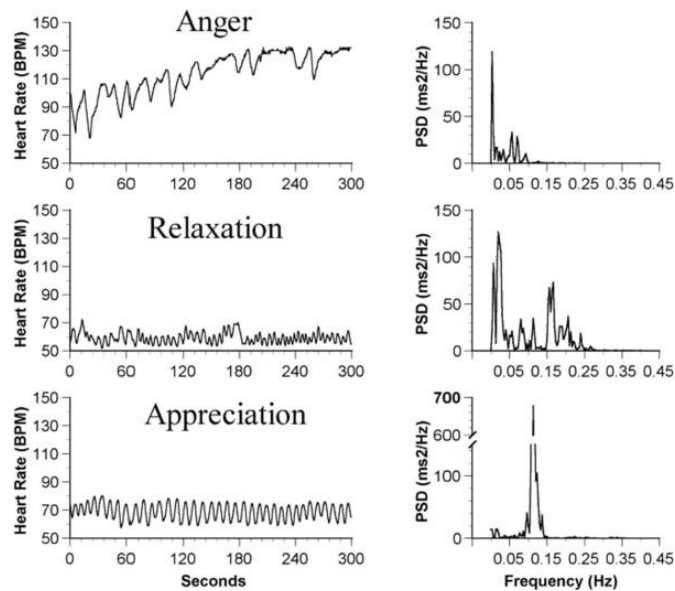 Anger
Heart Rate (BPM)
150
130
110
90
70
50
0 60 120 180 240 300
PSD (ms2/Hz)
150
100
50
0
0.05 0.15 0.25 0.35 0.45
Relaxation
Heart Rate (BPM)
150
130
110
90
70
50
0 60 120 180 240 300
PSD (ms2/Hz)
150
100
50
0
0.05 0.15 0.25 0.35 0.45
Appreciation
Heart Rate (BPM)
150
130
110
90
70
50
0 60 120 180 240 300
Seconds
PSD (ms2/Hz)
700
600
100
0
0.05 0.15 0.25 0.35 0.45
Frequency (Hz)